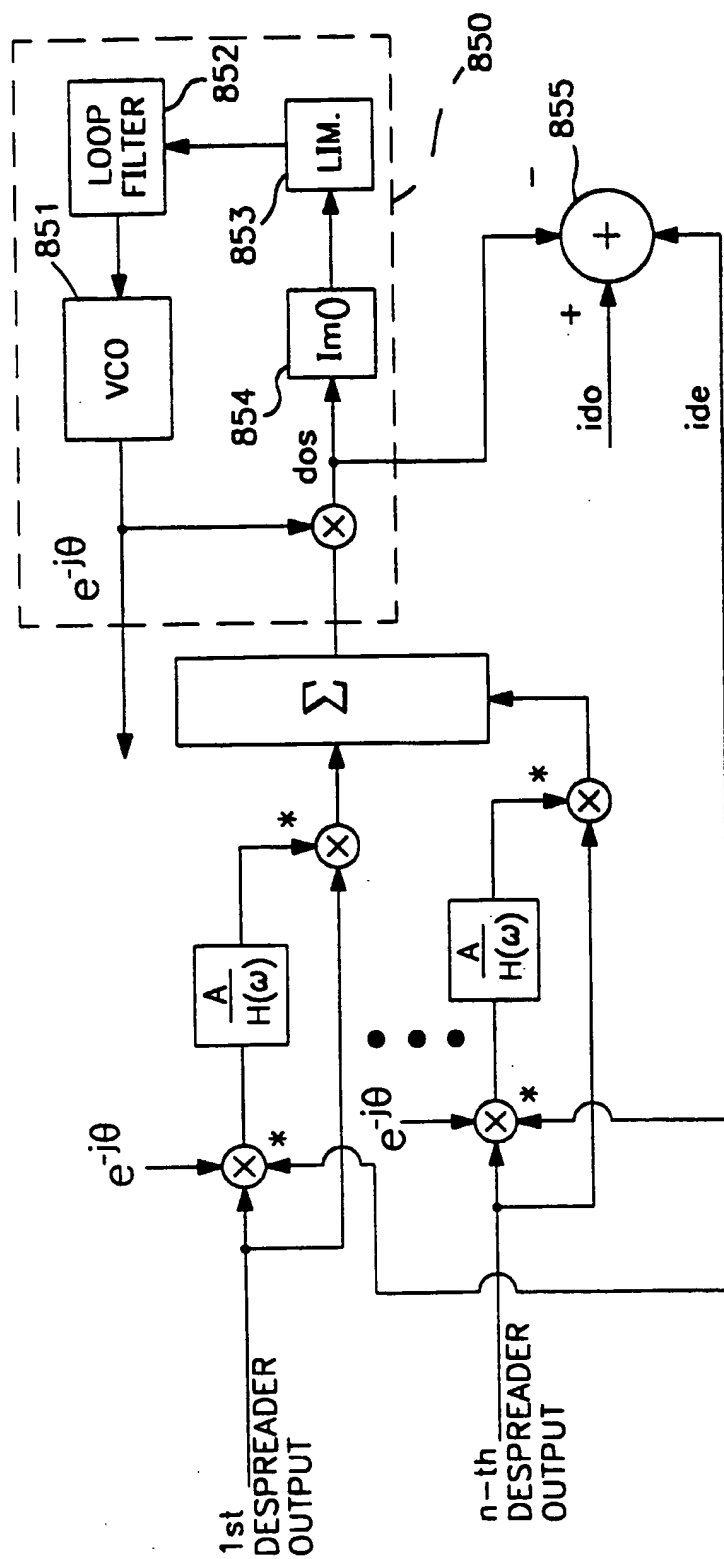 1st
DESPREADER
OUTPUT
n-th
DESPREADER
OUTPUT
e-jθ
*
A
H(ω)
*
e-jθ
*
A
H(ω)
*
Σ
e-jθ
851
VCO
LOOP
FILTER
852
LIM.
853
Im()
854
dos
850
855
+
-
+
ido
ide